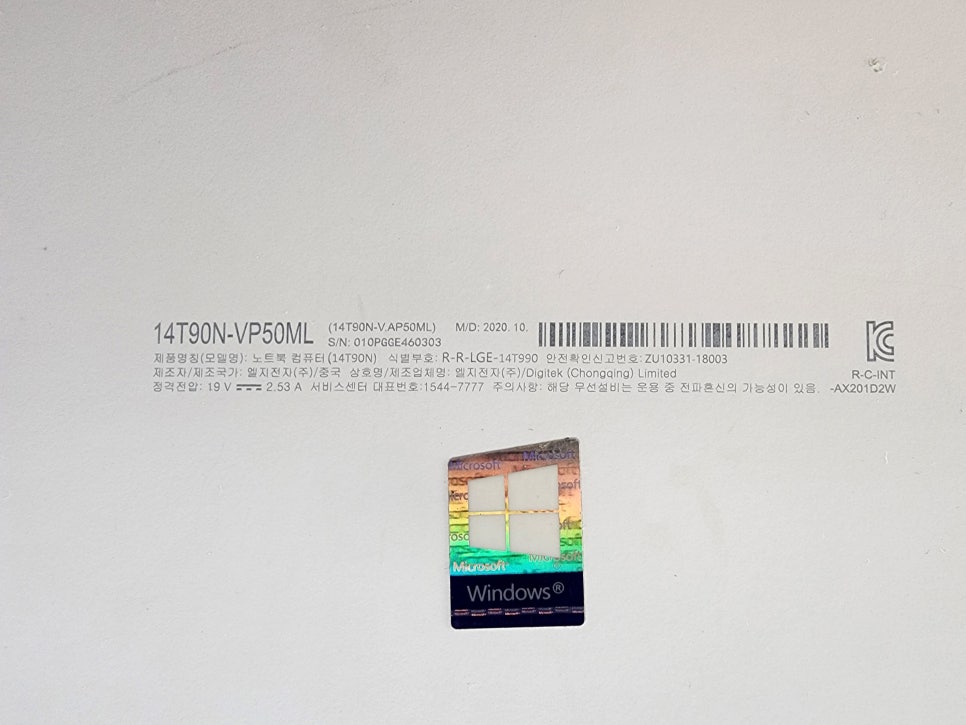 14T90N-VP50ML (14T90N-V.AP50ML) M/D: 2020. 10.
S/N: 010PGGE460303
제품명칭(모델명): 노트북 컴퓨터(14T90N) 식별부호: R-R-LGE-14T990 안전확인신고번호: ZU10331-18003
제조자/제조국가: 엘지전자(주)/중국 상호명/제조업체명: 엘지전자(주)/Digitek (Chongqing) Limited
정격전압: 19 V 2.53 A 서비스센터 대표번호:1544-7777 주의사항: 해당 무선설비는 운용 중 전파혼신의 가능성이 있음.
R-C-INT
-AX201D2W
Microsoft
Microsoft
Microsoft
Windows®